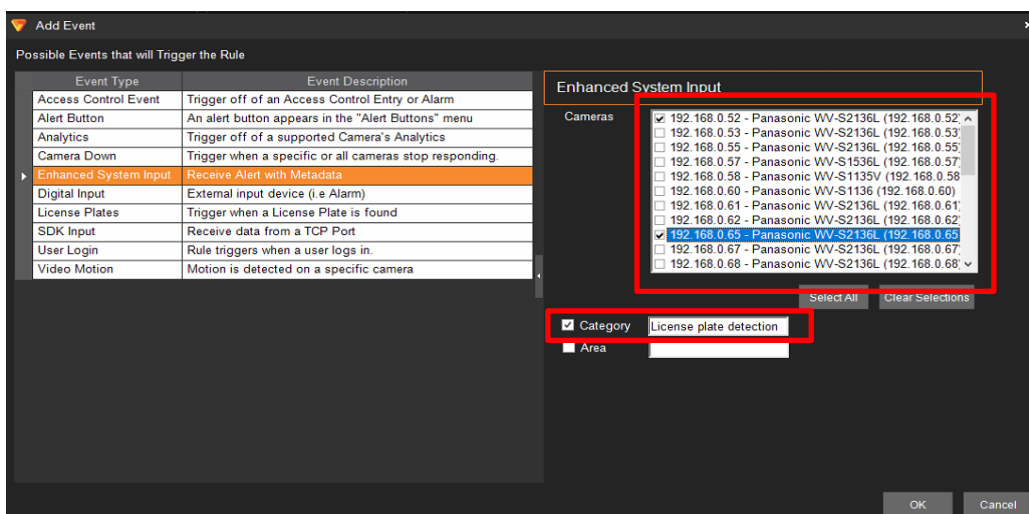 Add Event
Possible Events that will Trigger the Rule
Event Type Event Description
Access Control Event Trigger off of an Access Control Entry or Alarm
Alert Button An alert button appears in the "Alert Buttons" menu
Analytics Trigger off of a supported Camera's Analytics
Camera Down Trigger when a specific or all cameras stop responding.
Enhanced System Input Receive Alert with Metadata
Digital Input External input device (i.e Alarm)
License Plates Trigger when a License Plate is found
SDK Input Receive data from a TCP Port
User Login Rule triggers when a user logs in.
Video Motion Motion is detected on a specific camera
Enhanced System Input
Cameras
192.168.0.52 - Panasonic WV-S2136L (192.168.0.52)
192.168.0.53 - Panasonic WV-S2136L (192.168.0.53)
192.168.0.55 - Panasonic WV-S2136L (192.168.0.55)
192.168.0.57 - Panasonic WV-S1536L (192.168.0.57)
192.168.0.58 - Panasonic WV-S1135V (192.168.0.58
192.168.0.60 - Panasonic WV-S1136 (192.168.0.60)
192.168.0.61 - Panasonic WV-S2136L (192.168.0.61)
192.168.0.62 - Panasonic WV-S2136L (192.168.0.62)
192.168.0.65 - Panasonic WV-S2136L (192.168.0.65
192.168.0.67 - Panasonic WV-S2136L (192.168.0.67)
192.168.0.68 - Panasonic WV-S2136L (192.168.0.68)
Select All Clear Selections
Category License plate detection
Area
OK Cancel